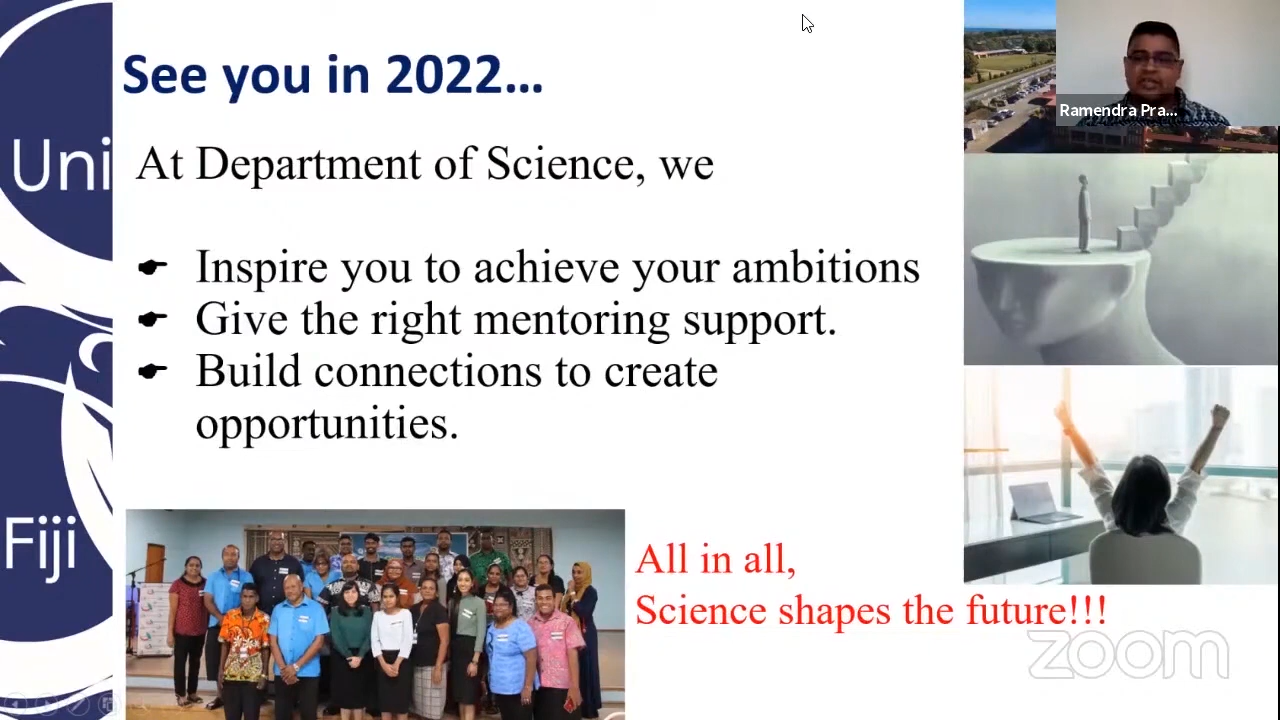 See you in 2022...
At Department of Science, we
Inspire you to achieve your ambitions
Give the right mentoring support.
Build connections to create
opportunities.
All in all,
Science shapes the future!!!
Uni
Fiji
Ramendra Pra...
zoom